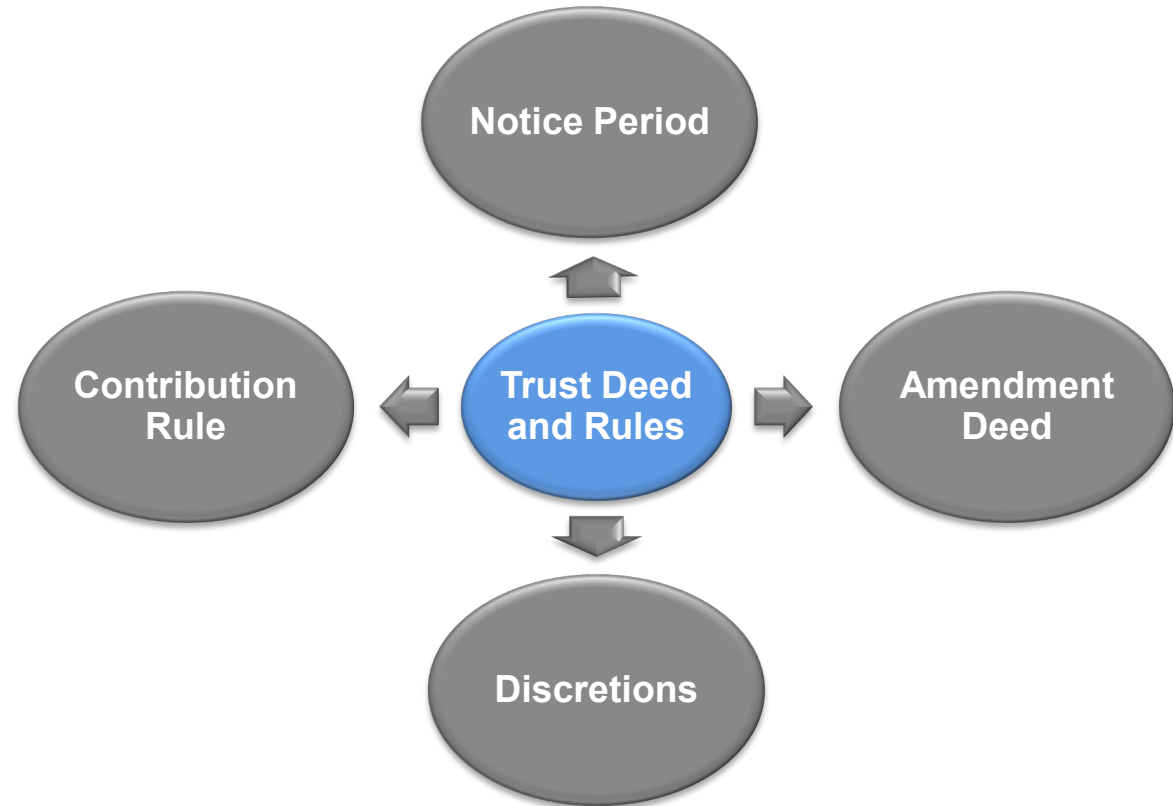 Notice Period
Contribution
Rule
Trust Deed
and Rules
Amendment
Deed
Discretions